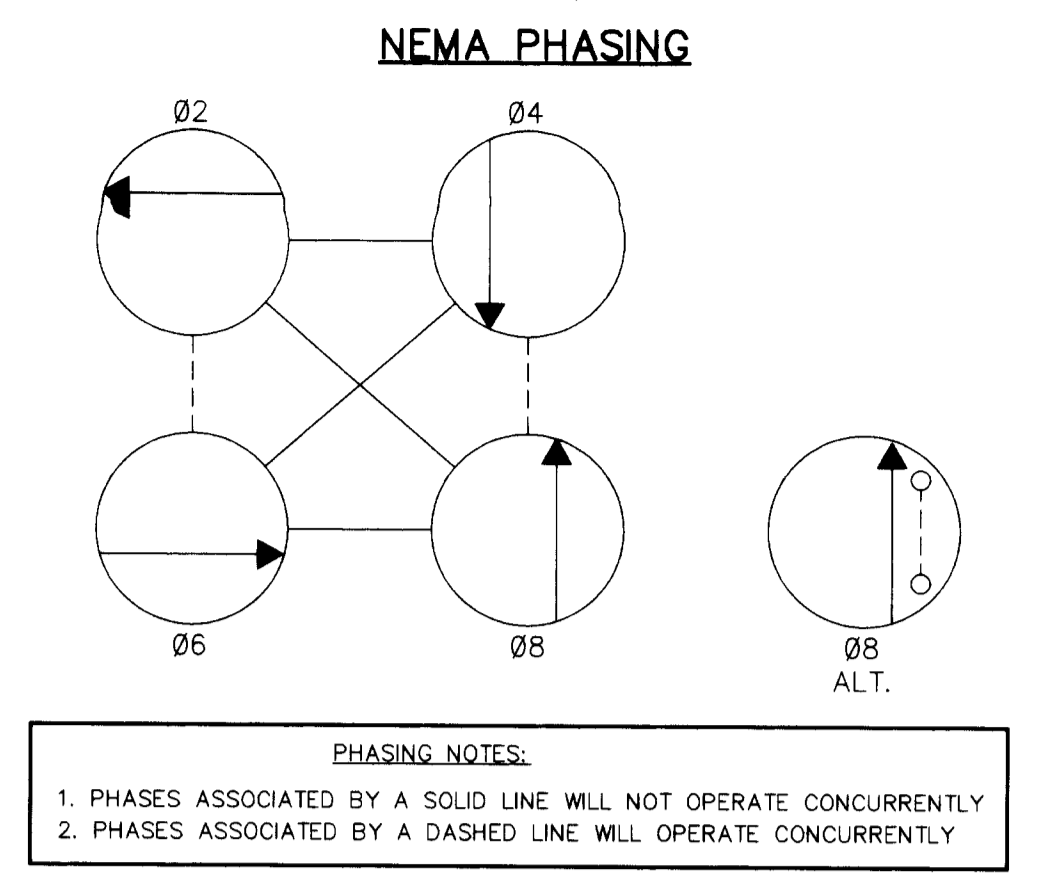 NEMA PHASING
Ø2
Ø4
Ø6
Ø8
Ø8
ALT.
PHASING NOTES:
1. PHASES ASSOCIATED BY A SOLID LINE WILL NOT OPERATE CONCURRENTLY
2. PHASES ASSOCIATED BY A DASHED LINE WILL OPERATE CONCURRENTLY